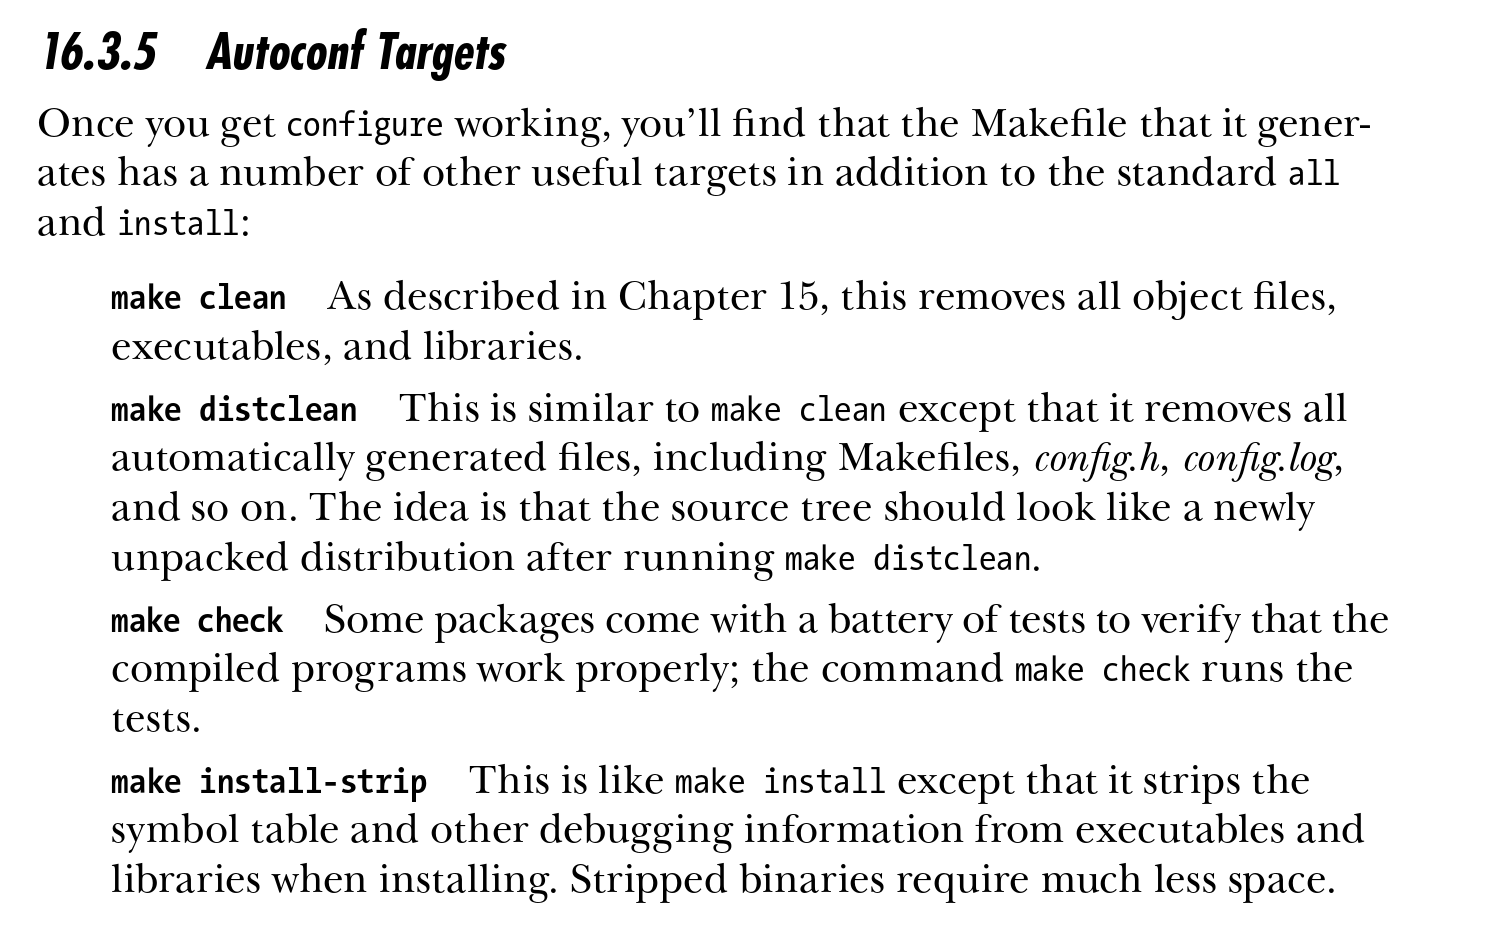 16.3.5 Autoconf Targets
Once you get configure working, you’ll find that the Makefile that it gener-
ates has a number of other useful targets in addition to the standard all
and install:
make clean As described in Chapter 15, this removes all object files,
executables, and libraries.
make distclean This is similar to make clean except that it removes all
automatically generated files, including Makefiles, config.h, config.log,
and so on. The idea is that the source tree should look like a newly
unpacked distribution after running make distclean.
make check Some packages come with a battery of tests to verify that the
compiled programs work properly; the command make check runs the
tests.
make install-strip This is like make install except that it strips the
symbol table and other debugging information from executables and
libraries when installing. Stripped binaries require much less space.